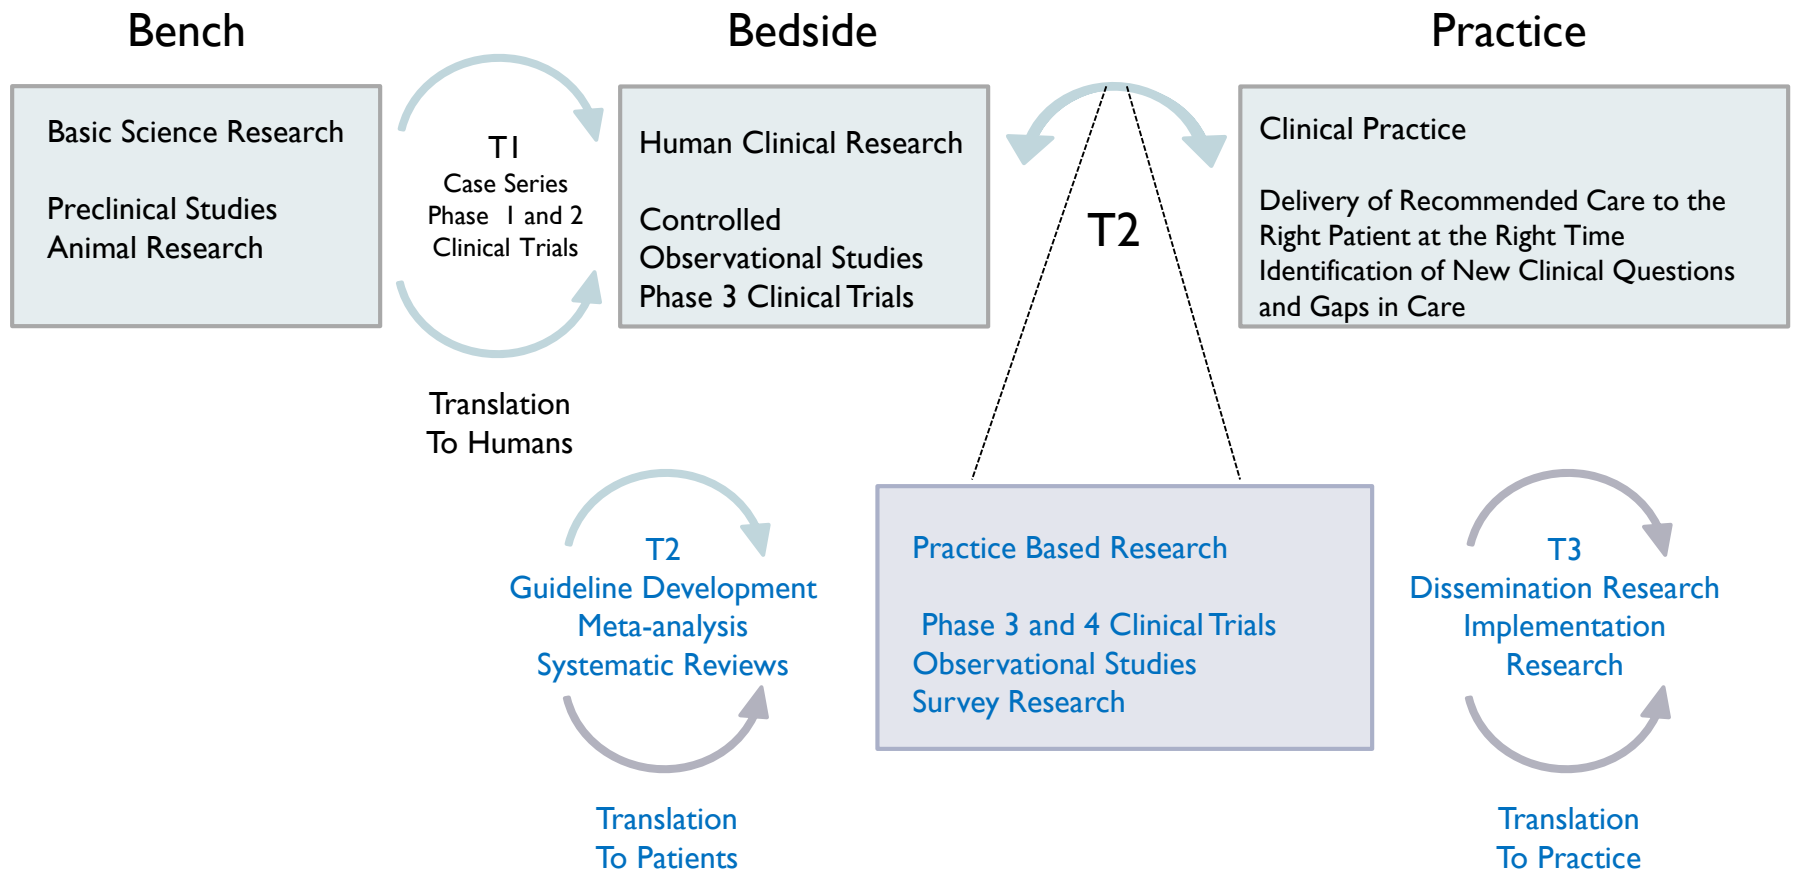 Bench
Bedside
Practice
Basic Science Research
Preclinical Studies
Animal Research
T1
Case Series
Phase 1 and 2
Clinical Trials
Translation
To Humans
Human Clinical Research
Controlled
Observational Studies
Phase 3 Clinical Trials
T2
Clinical Practice
Delivery of Recommended Care to the
Right Patient at the Right Time
Identification of New Clinical Questions
and Gaps in Care
T2
Guideline Development
Meta-analysis
Systematic Reviews
Translation
To Patients
Practice Based Research
Phase 3 and 4 Clinical Trials
Observational Studies
Survey Research
T3
Dissemination Research
Implementation
Research
Translation
To Practice